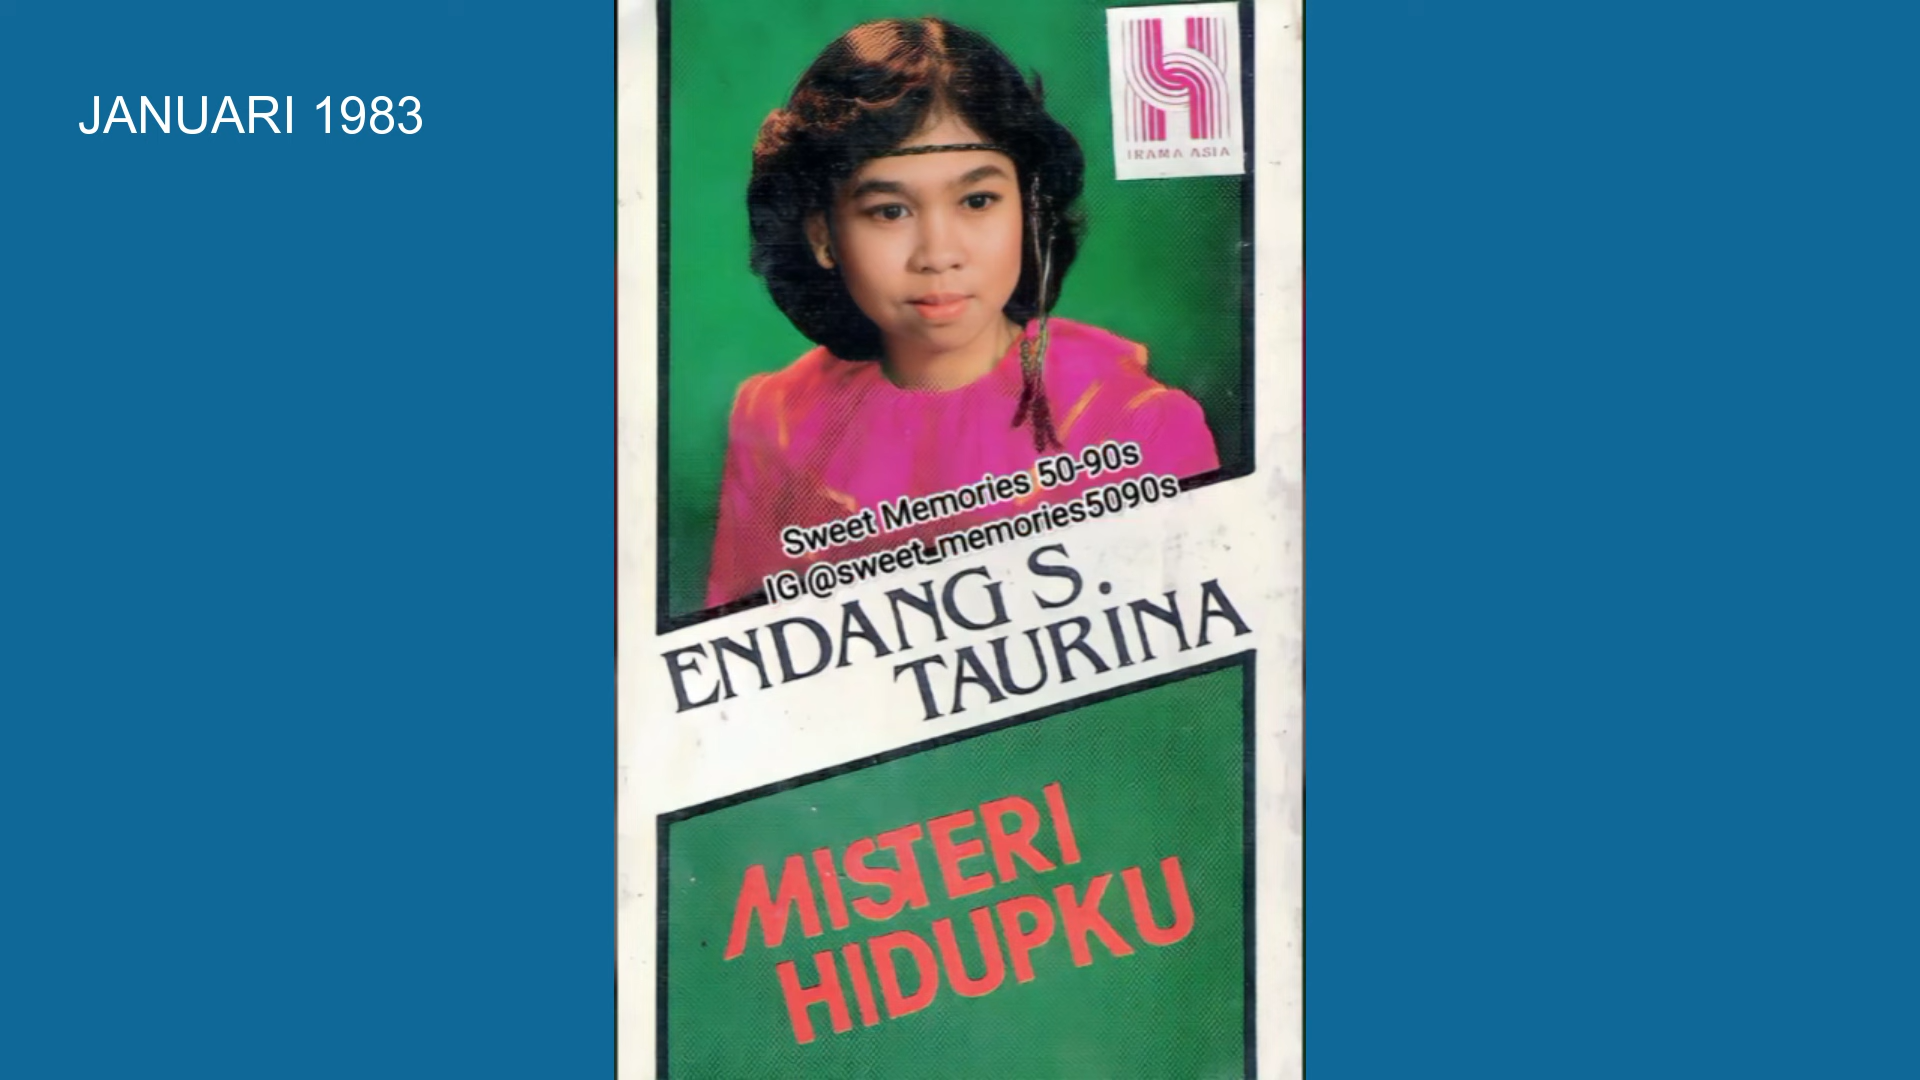 JANUARI 1983
IRAMA ASIA
Sweet Memories 50-90s
IG @sweet_memories5090s
ENDANG S.
TAURINA
MISTERI
HIDUPKU